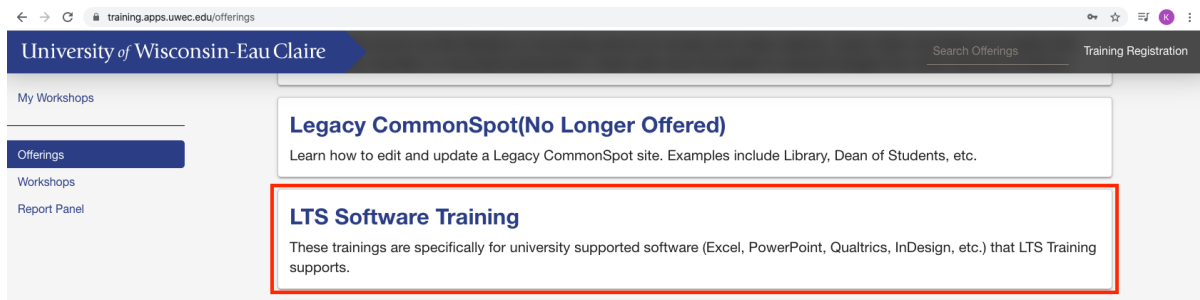 training.apps.uwec.edu/offerings
K
University of Wisconsin-Eau Claire
Search Offerings
Training Registration
My Workshops
Offerings
Workshops
Report Panel
Legacy CommonSpot(No Longer Offered)
Learn how to edit and update a Legacy CommonSpot site. Examples include Library, Dean of Students, etc.
LTS Software Training
These trainings are specifically for university supported software (Excel, PowerPoint, Qualtrics, InDesign, etc.) that LTS Training
supports.